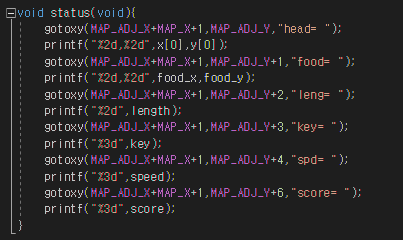 void status(void){
gotoxy(MAP_ADJ_X+MAP_X+1,MAP_ADJ_Y,"head= ");
printf("%2d,%2d",x[0],y[0]);
gotoxy(MAP_ADJ_X+MAP_X+1,MAP_ADJ_Y+1,"food= ");
printf("%2d,%2d",food_x,food_y);
gotoxy(MAP_ADJ_X+MAP_X+1,MAP_ADJ_Y+2,"leng= ");
printf("%2d",length);
gotoxy(MAP_ADJ_X+MAP_X+1,MAP_ADJ_Y+3,"key= ");
printf("%3d",key);
gotoxy(MAP_ADJ_X+MAP_X+1,MAP_ADJ_Y+4,"spd= ");
printf("%3d",speed);
gotoxy(MAP_ADJ_X+MAP_X+1,MAP_ADJ_Y+6,"score= ");
printf("%3d",score);
}